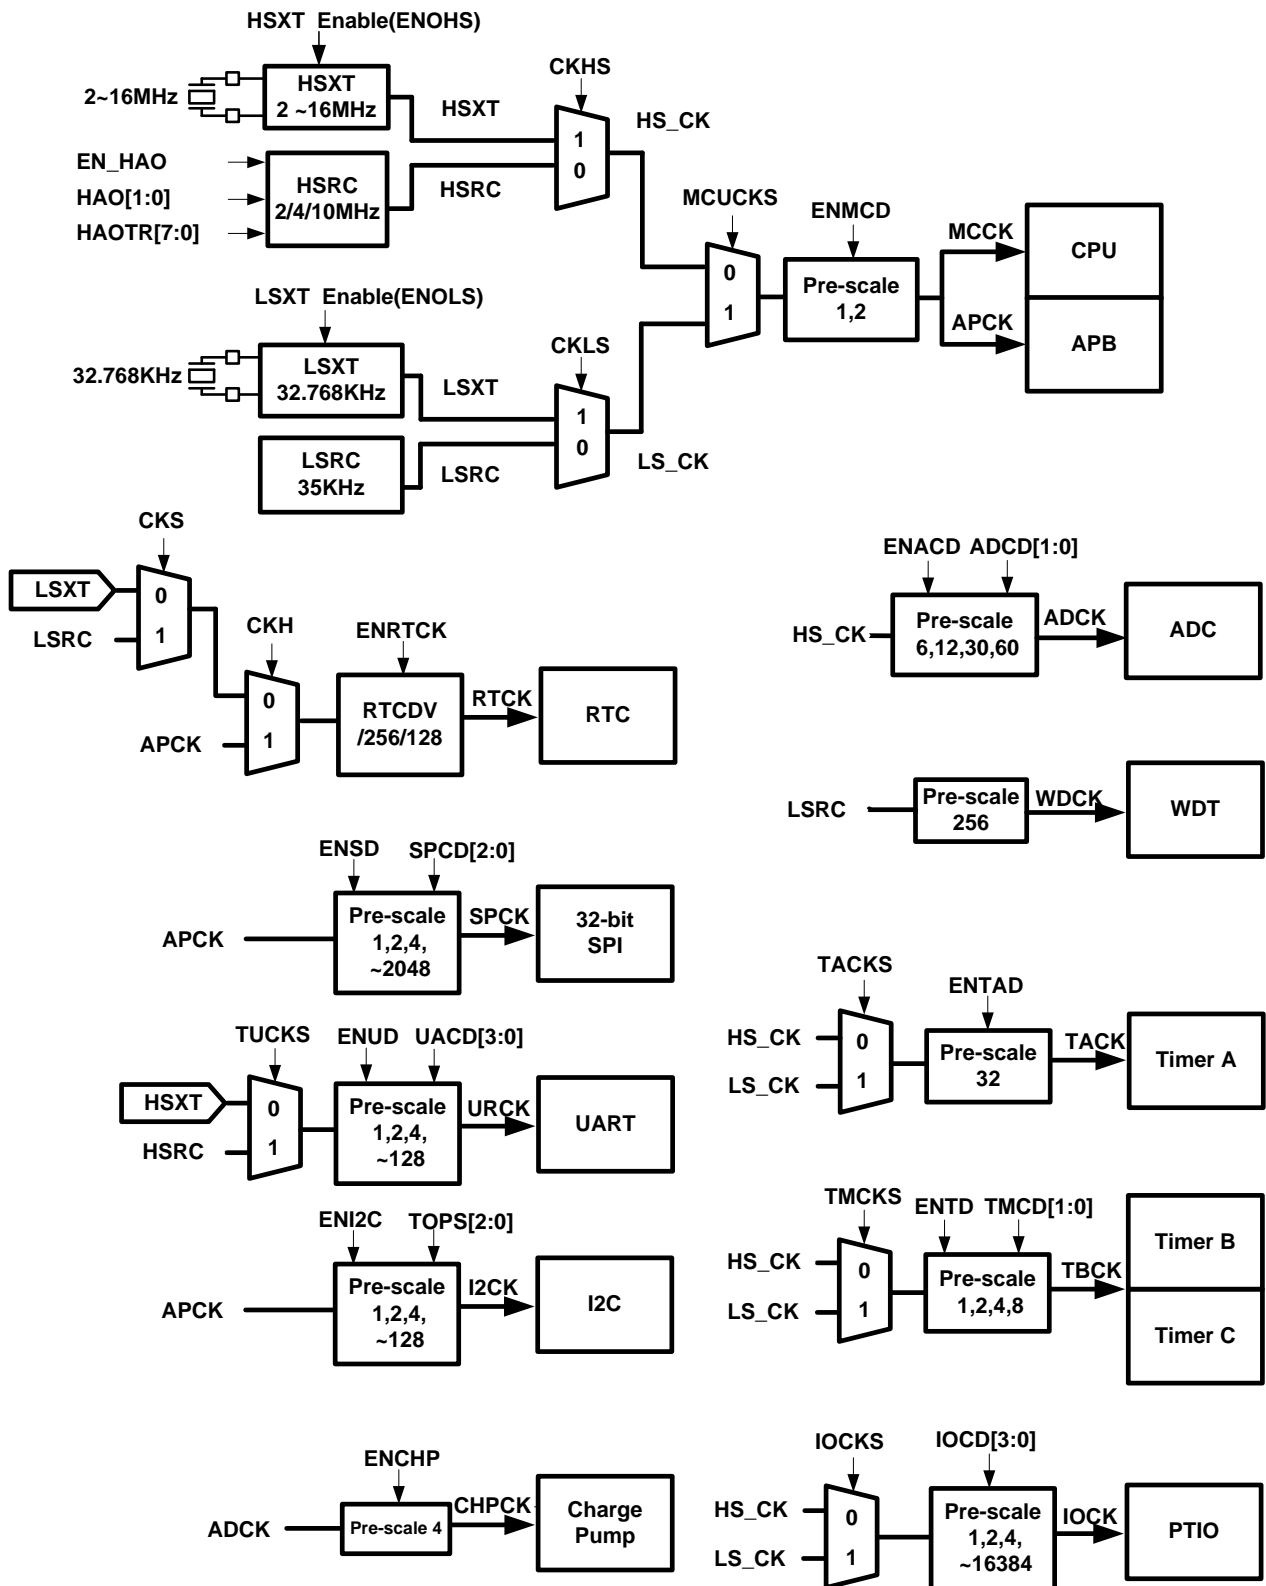 HSXT Enable(ENOHS)
2~16MHz
HSXT
2 ~16MHz
HSXT
CKHS
1
0
HS_CK
EN_HAO
HAO[1:0]
HAOTR[7:0]
HSRC
2/4/10MHz
HSRC
MCUCKS
0
1
ENMCD
Pre-scale
1,2
MCCK
APCK
CPU
APB
LSXT Enable(ENOLS)
32.768KHz
LSXT
32.768KHz
LSXT
CKLS
1
0
LS_CK
LSRC
35KHz
LSRC
CKS
LSXT
LSRC
0
1
CKH
APCK
0
1
ENRTCK
RTCDV
/256/128
RTCK
RTC
ENACD ADCD[1:0]
HS_CK
Pre-scale
6,12,30,60
ADCK
ADC
LSRC
Pre-scale
256
WDCK
WDT
ENSD SPCD[2:0]
APCK
Pre-scale
1,2,4,
~2048
SPCK
32-bit
SPI
TACKS
HS_CK
LS_CK
0
1
ENTAD
Pre-scale
32
TACK
Timer A
TUCKS
HSXT
HSRC
0
1
ENUD UACD[3:0]
Pre-scale
1,2,4,
~128
URCK
UART
TMCKS
HS_CK
LS_CK
0
1
ENTD TMCD[1:0]
Pre-scale
1,2,4,8
TBCK
Timer B
Timer C
ENI2C TOPS[2:0]
APCK
Pre-scale
1,2,4,
~128
I2CK
I2C
ENCHP
ADCK
Pre-scale 4
CHPCK
Charge
Pump
IOCKS
HS_CK
LS_CK
0
1
IOCD[3:0]
Pre-scale
1,2,4,
~16384
IOCK
PTIO